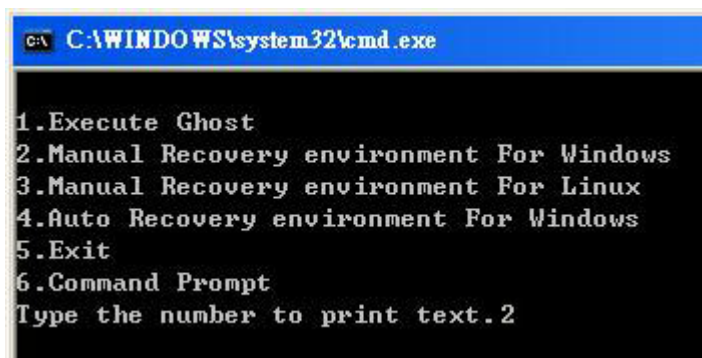 C:\WINDOWS\system32\cmd.exe
1.Execute Ghost
2.Manual Recovery environment For Windows
3.Manual Recovery environment For Linux
4.Auto Recovery environment For Windows
5.Exit
6.Command Prompt
Type the number to print text.2